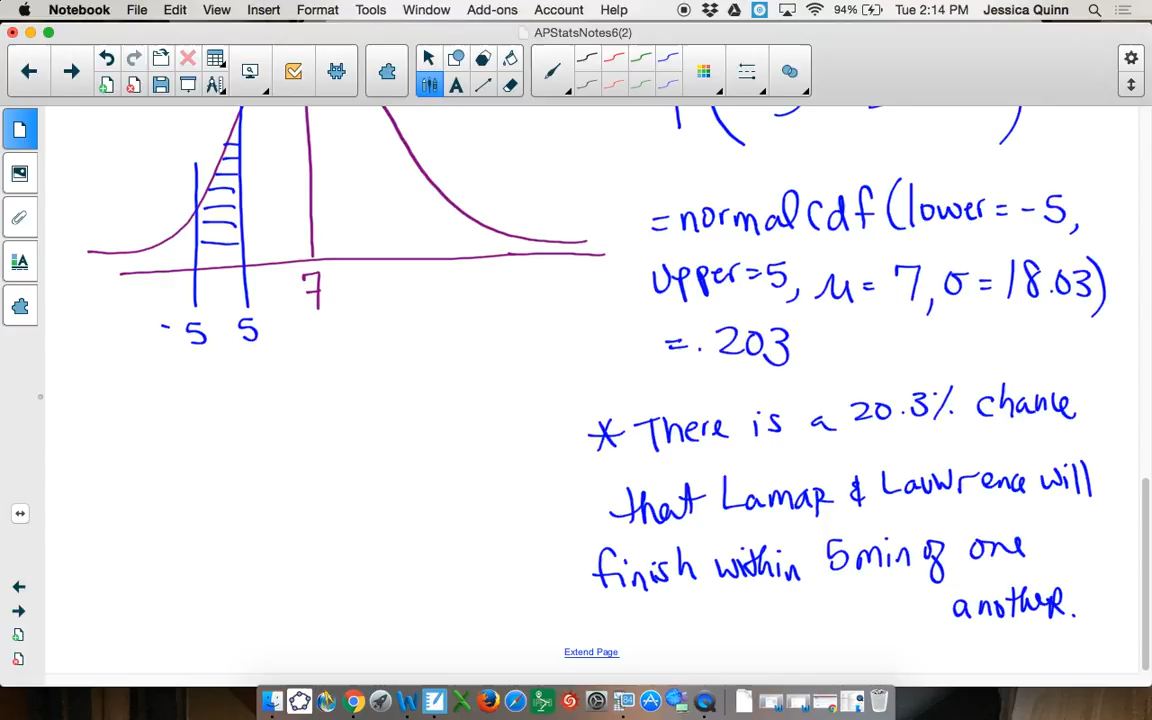 Notebook File Edit View Insert Format Tools Window Add-ons Account Help 94% Tue 2:14 PM Jessica Quinn
APStatsNotes6(2)
= normalcdf (lower = -5,
upper = 5, μ = 7, σ = 18.03)
= .203
7
-5 5
* There is a 20.3% chance
that Lamar & Lawrence will
finish within 5min of one
another.
Extend Page